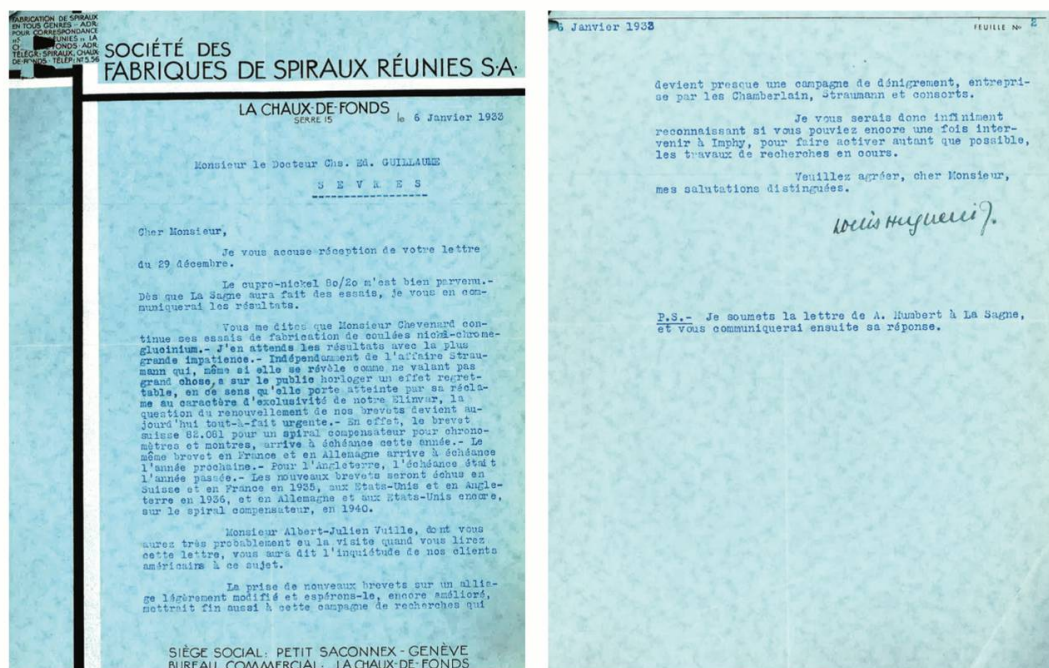 FABRICATION DE SPIRAUX
EN TOUS GENRES - ADR.
POUR CORRESPONDANCE
UNIES „ LA
FONDS - ADR.
TÉLÉGR: SPIRAUX, CHAUX
DE-FONDS - TÉLÉP: Nº 5.56
SOCIÉTÉ DES
FABRIQUES DE SPIRAUX RÉUNIES S·A·
LA CHAUX-DE-FONDS
SERRE 15
le 6 Janvier 1933
Monsieur le Docteur Chs. Ed. GUILLAUME
S E V R E S
Cher Monsieur,
Je vous accuse réception de votre lettre
du 29 décembre.
Le cupro-nickel 80/20 m'est bien parvenu.-
Dès que La Sagne aura fait des essais, je vous en com-
muniquerai les résultats.
Vous me dites que Monsieur Chevenard con-
tinue ses essais de fabrication de coulées nickel-chrome-
glucinium.- J'en attends les résultats avec la plus
grande impatience.- Indépendamment de l'affaire Strau-
mann qui, même si elle se révèle comme ne valant pas
grand chose, a sur le public horloger un effet regret-
table, en ce sens qu'elle porte atteinte par sa récla-
me au caractère d'exclusivité de notre Elinvar, la
question du renouvellement de nos brevets devient au-
jourd'hui tout-à-fait urgente.- En effet, le brevet
suisse 88.081 pour un spiral compensateur pour chrono-
mètres et montres, arrive à échéance cette année.- Le
même brevet en France et en Allemagne arrive à échéance
l'année prochaine.- Pour l'Angleterre, l'échéance était
l'année passée.- Les nouveaux brevets seront échus en
Suisse et en France en 1935, aux Etats-Unis et en Angle-
terre en 1936, et en Allemagne et aux Etats-Unis encore,
sur le spiral compensateur, en 1940.
Monsieur Albert-Julien Vuille, dont vous
aurez très probablement eu la visite quand vous lirez
cette lettre, vous aura dit l'inquiétude de nos clients
américains à ce sujet.
La prise de nouveaux brevets sur un allia-
ge légèrement modifié et espérons-le, encore amélioré,
mettrait fin aussi à cette campagne de recherches qui
SIÈGE SOCIAL: PETIT SACONNEX - GENÈVE
BUREAU COMMERCIAL: LA CHAUX-DE-FONDS
6 Janvier 1933
FEUILLE No 2
devient presque une campagne de dénigrement, entrepri-
se par les Chamberlain, Straumann et consorts.
Je vous serais donc infiniment
reconnaissant si vous pouviez encore une fois inter-
venir à Imphy, pour faire activer autant que possible,
les travaux de recherches en cours.
Veuillez agréer, cher Monsieur,
mes salutations distinguées.
Louis Huguenin
P.S.- Je soumets la lettre de A. Humbert à La Sagne,
et vous communiquerai ensuite sa réponse.